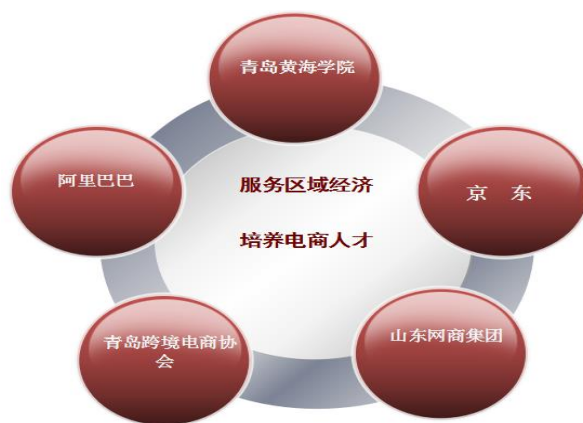 青岛黄海学院
阿里巴巴
服务区域经济
京 东
培养电商人才
青岛跨境电商协
会
山东网商集团